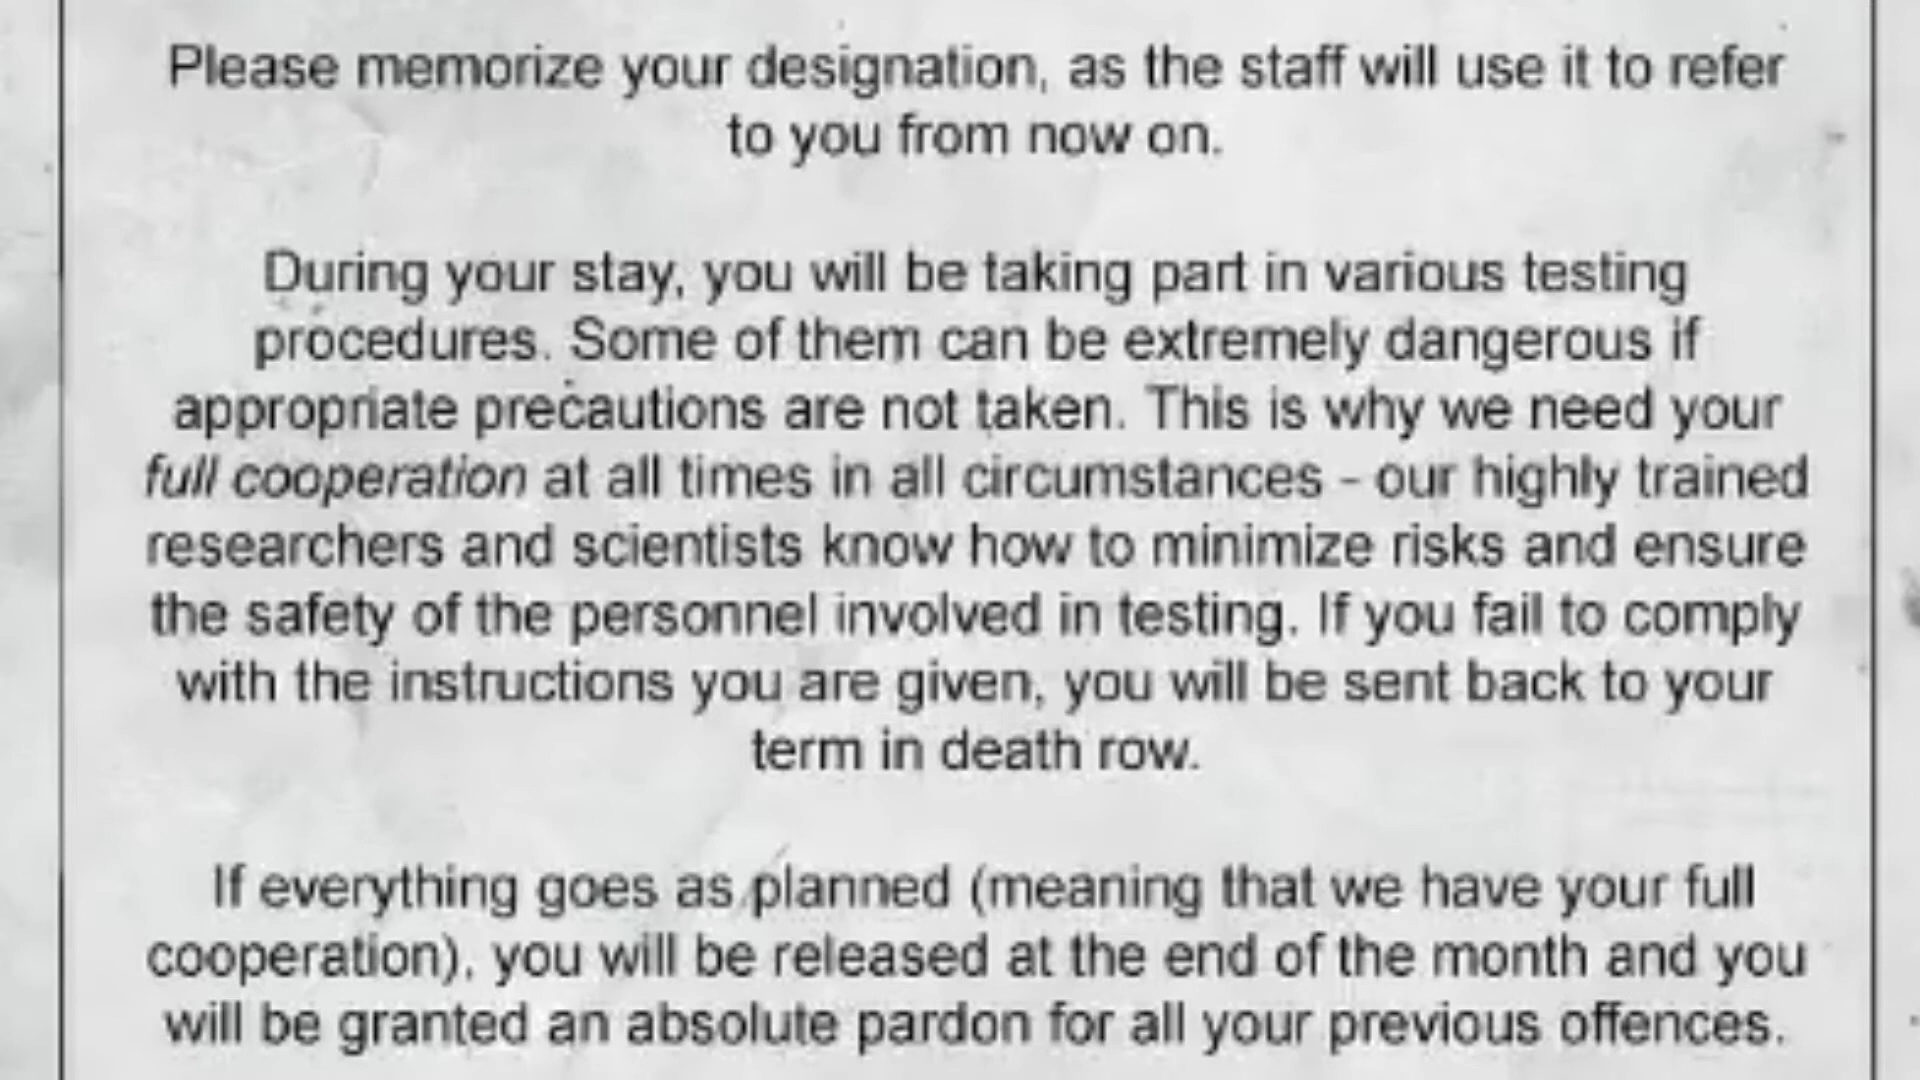 Please memorize your designation, as the staff will use it to refer
to you from now on.
During your stay, you will be taking part in various testing
procedures. Some of them can be extremely dangerous if
appropriate precautions are not taken. This is why we need your
full cooperation at all times in all circumstances - our highly trained
researchers and scientists know how to minimize risks and ensure
the safety of the personnel involved in testing. If you fail to comply
with the instructions you are given, you will be sent back to your
term in death row.
If everything goes as planned (meaning that we have your full
cooperation), you will be released at the end of the month and you
will be granted an absolute pardon for all your previous offences.